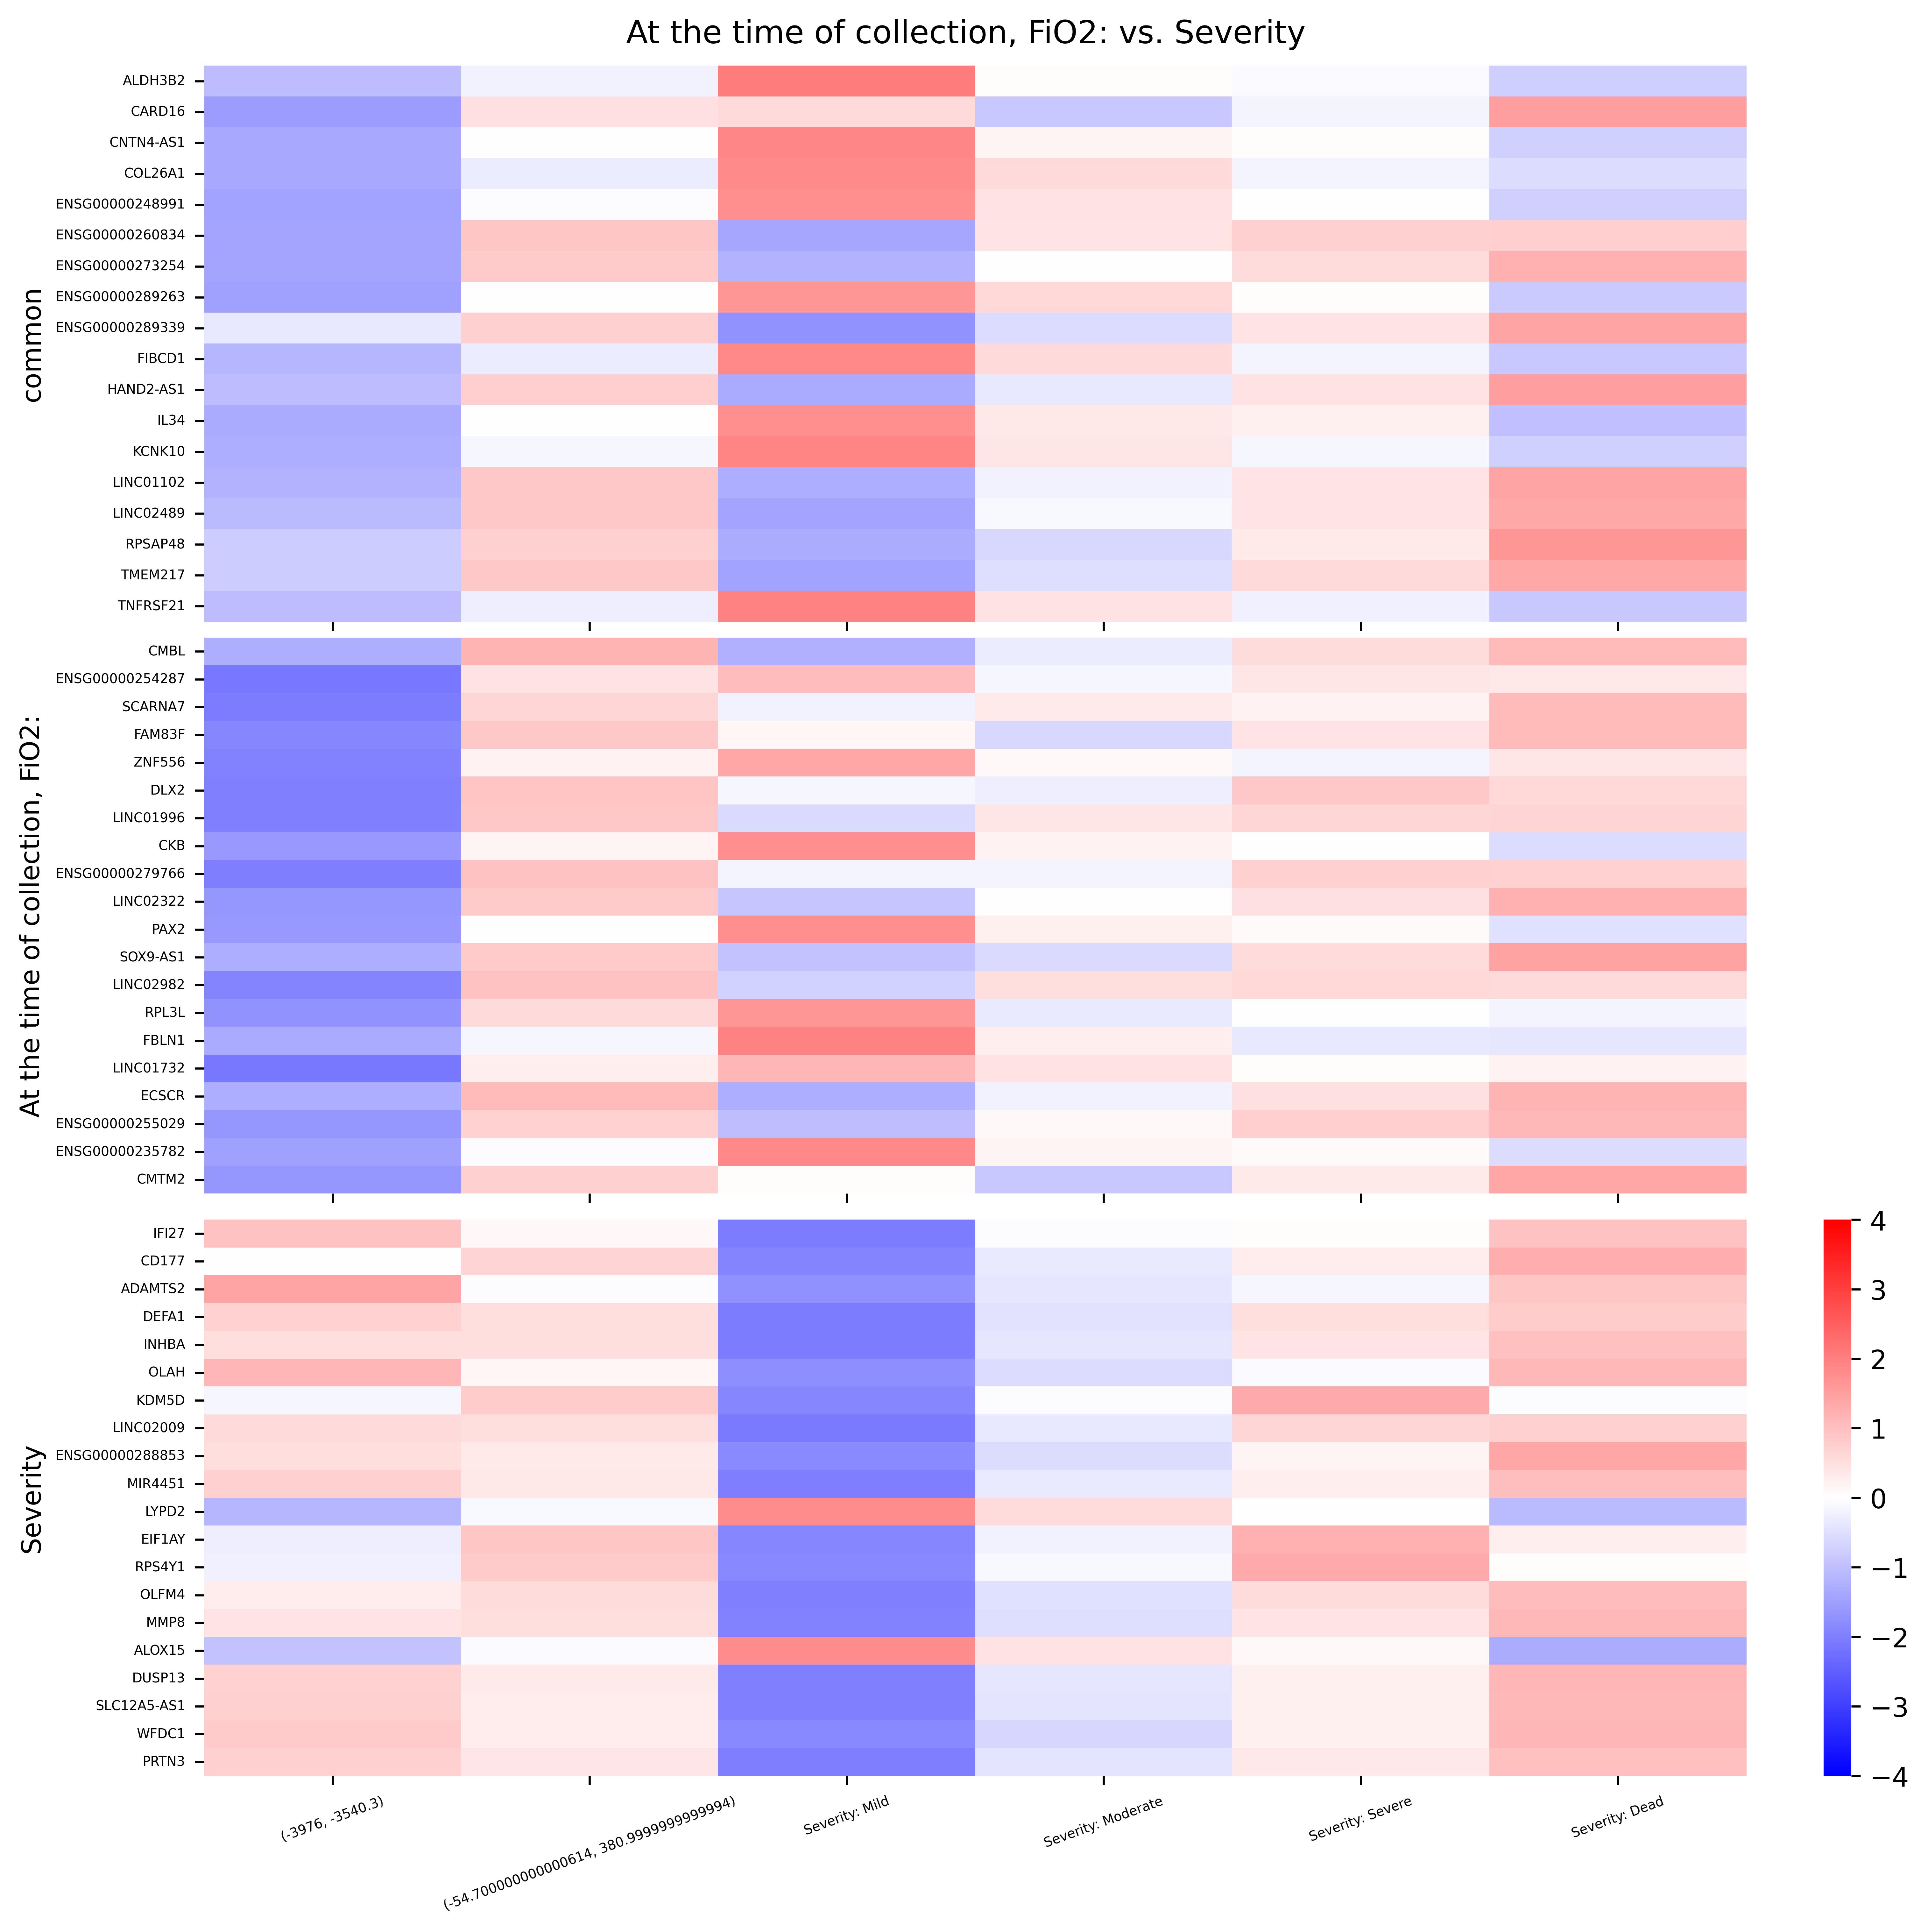 At the time of collection, FiO2: vs. Severity
common
ALDH3B2
CARD16
CNTN4-AS1
COL26A1
ENSG00000248991
ENSG00000260834
ENSG00000273254
ENSG00000289263
ENSG00000289339
FIBCD1
HAND2-AS1
IL34
KCNK10
LINC01102
LINC02489
RPSAP48
TMEM217
TNFRSF21
At the time of collection, FiO2:
CMBL
ENSG00000254287
SCARNA7
FAM83F
ZNF556
DLX2
LINC01996
CKB
ENSG00000279766
LINC02322
PAX2
SOX9-AS1
LINC02982
RPL3L
FBLN1
LINC01732
ECSCR
ENSG00000255029
ENSG00000235782
CMTM2
Severity
IFI27
CD177
ADAMTS2
DEFA1
INHBA
OLAH
KDM5D
LINC02009
ENSG00000288853
MIR4451
LYPD2
EIF1AY
RPS4Y1
OLFM4
MMP8
ALOX15
DUSP13
SLC12A5-AS1
WFDC1
PRTN3
(-3976, -3540.3)
(-54.700000000000614, 380.9999999999994)
Severity: Mild
Severity: Moderate
Severity: Severe
Severity: Dead
4
3
2
1
0
−1
−2
−3
−4